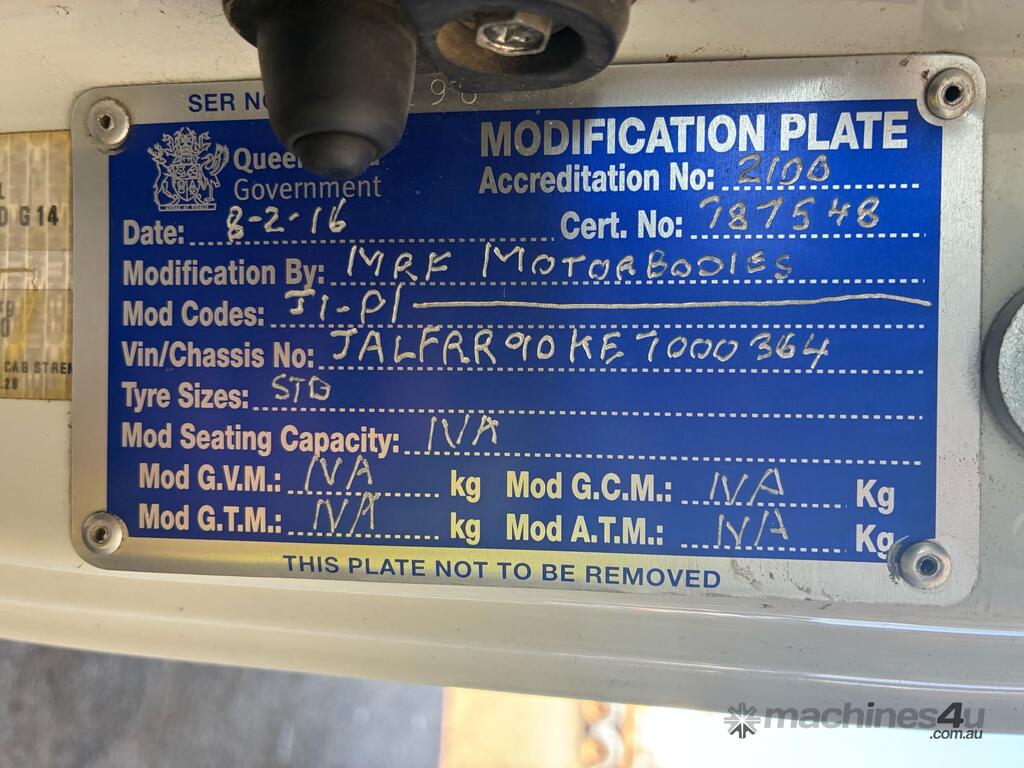 SER NO
MODIFICATION PLATE
Government
Accreditation No: 2100
Date: 8-2-16
Cert. No: 787548
Modification By: MRF MOTORBODIES
Mod Codes: J1-P1
Vin/Chassis No: JALFRR90KE7000364
Tyre Sizes: STD
Mod Seating Capacity: N/A
Mod G.V.M.: N/A kg Mod G.C.M.: N/A Kg
Mod G.T.M.: N/A kg Mod A.T.M.: N/A Kg
THIS PLATE NOT TO BE REMOVED
G14
CAB
machines4u
.com.au